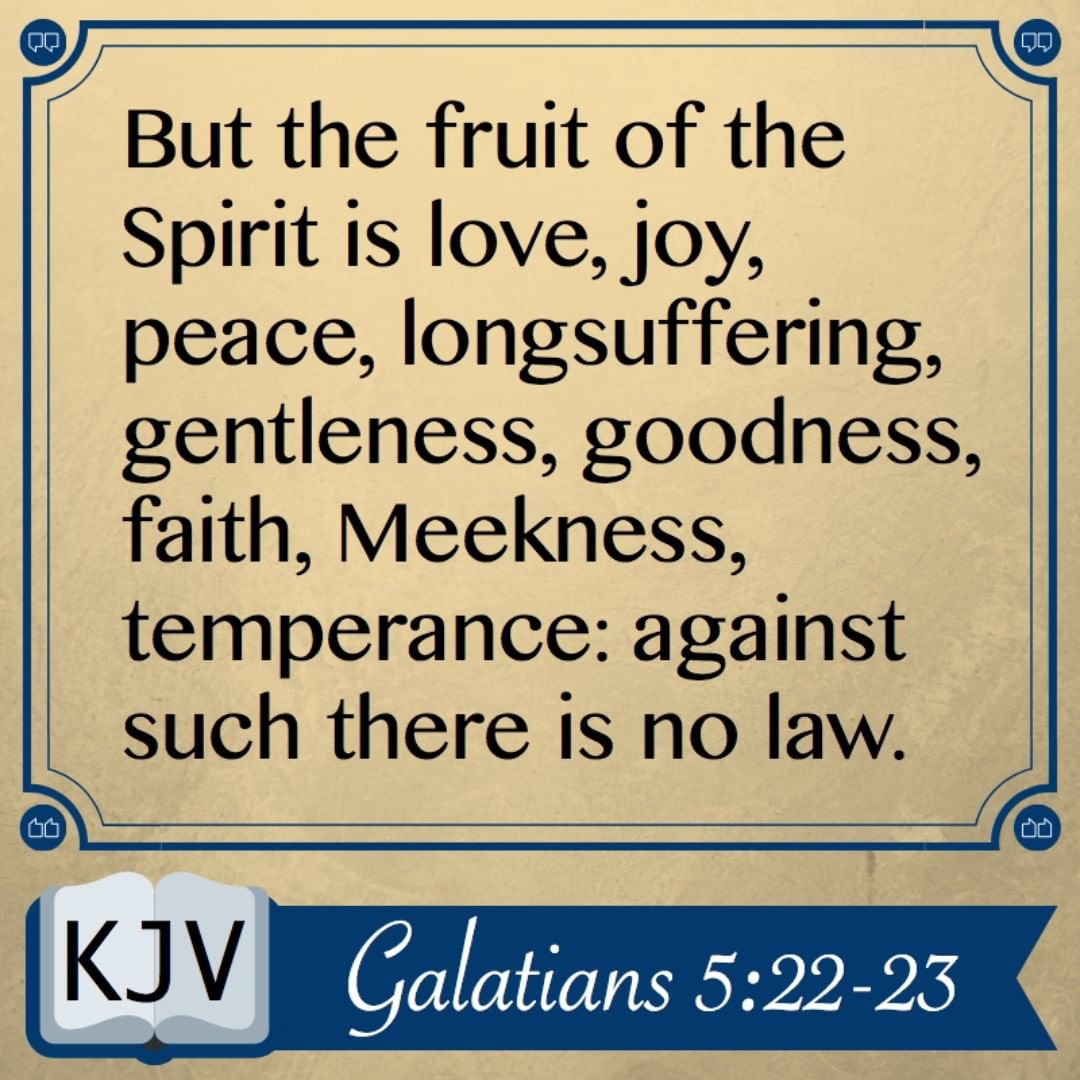 But the fruit of the
Spirit is love, joy,
peace, longsuffering,
gentleness, goodness,
faith, Meekness,
temperance: against
such there is no law.
KJV
Galatians 5:22-23